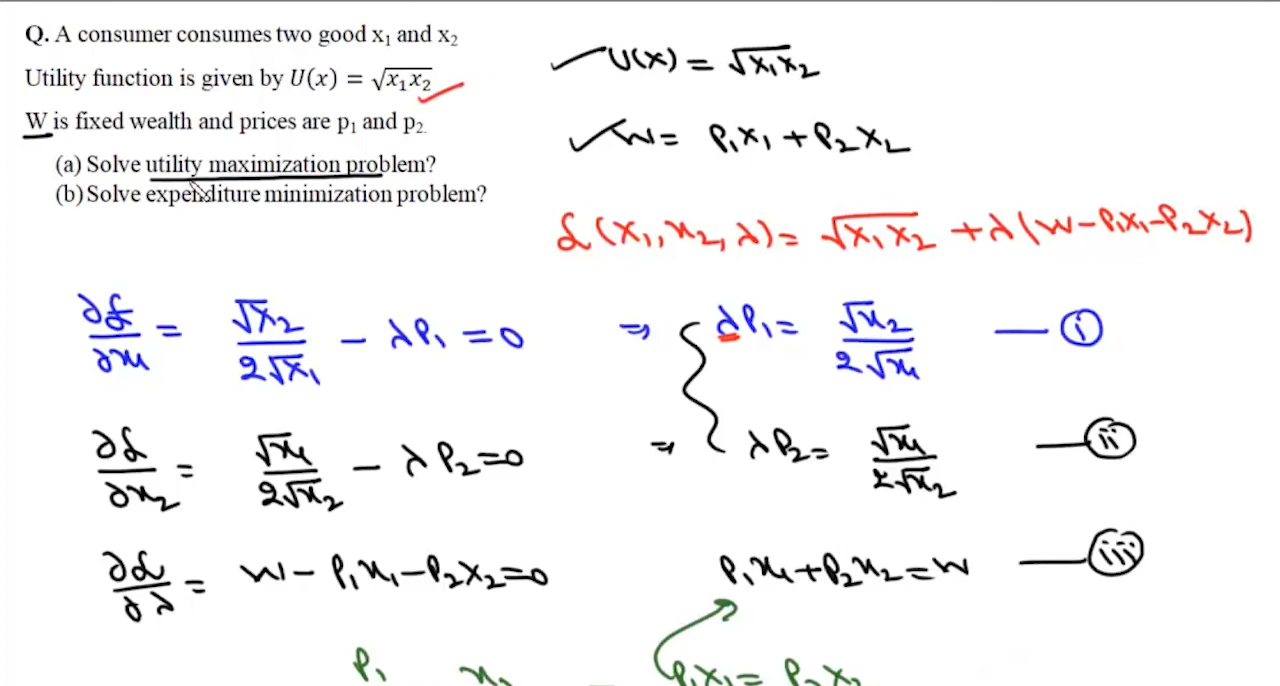 Q. A consumer consumes two good x₁ and x₂
Utility function is given by U(x) = √x₁x₂
W is fixed wealth and prices are p₁ and p₂.
(a) Solve utility maximization problem?
(b) Solve expenditure minimization problem?
U(x) = √x₁x₂
W = P₁x₁ + P₂x₂
ℒ(x₁, x₂, λ) = √x₁x₂ + λ(W - P₁x₁ - P₂x₂)
∂ℒ/∂x₁ = √x₂/2√x₁ - λP₁ = 0 ⇒ λP₁ = √x₂/2√x₁ — (i)
∂ℒ/∂x₂ = √x₁/2√x₂ - λP₂ = 0 ⇒ λP₂ = √x₁/2√x₂ — (ii)
∂ℒ/∂λ = W - P₁x₁ - P₂x₂ = 0 P₁x₁ + P₂x₂ = W — (iii)
P₁ x₂ P₁x₁ = P₂x₂